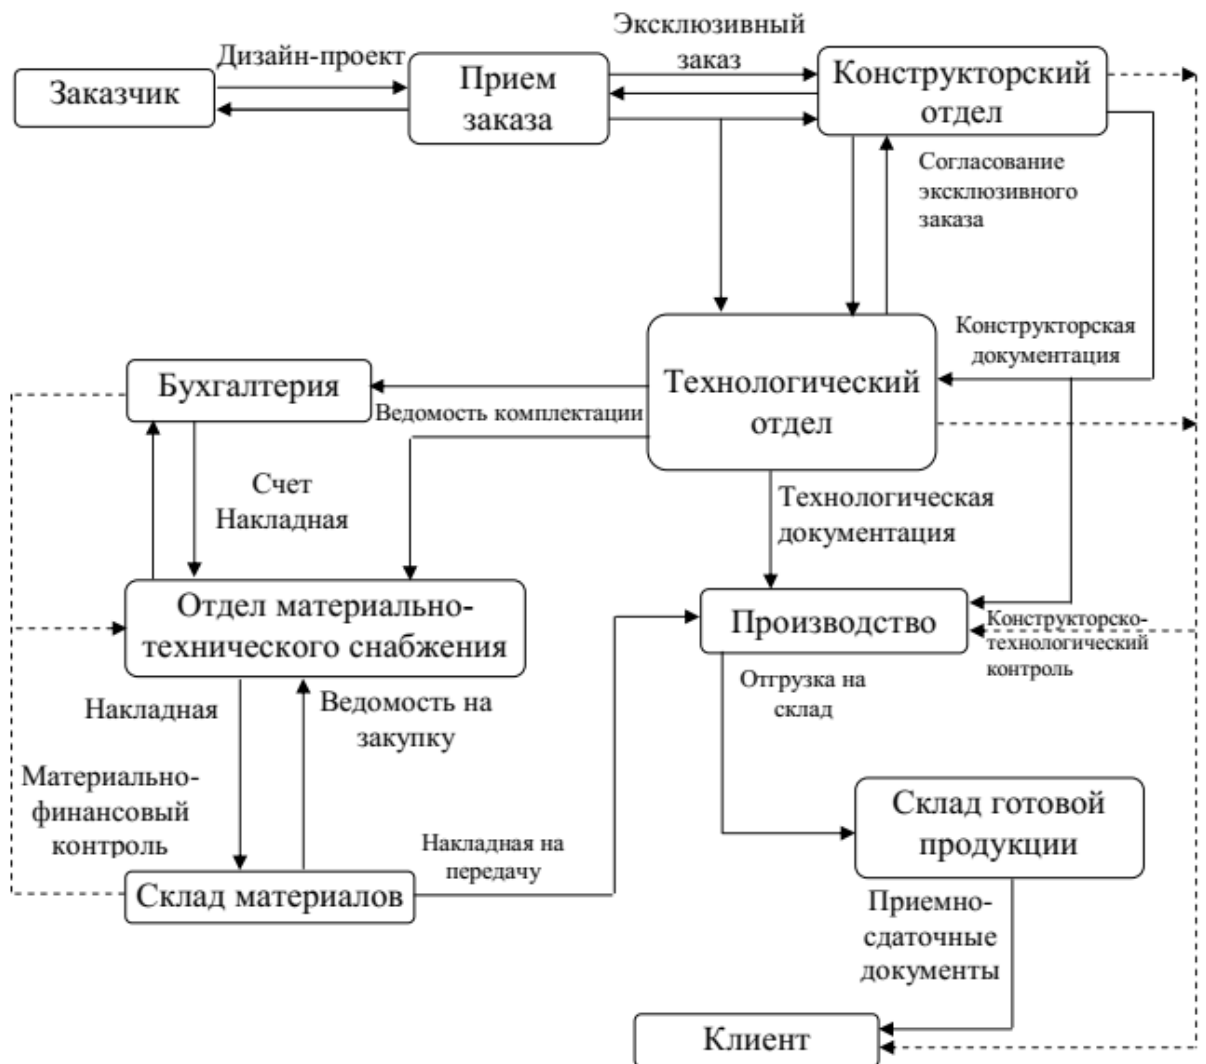 Эксклюзивный
заказ
Дизайн-проект
Заказчик
Прием
заказа
Конструкторский
отдел
Согласование
эксклюзивного
заказа
Конструкторская
документация
Бухгалтерия
Технологический
отдел
Ведомость комплектации
Счет
Накладная
Технологическая
документация
Отдел материально-
технического снабжения
Производство
Конструкторско-
технологический
контроль
Отгрузка на
склад
Накладная
Ведомость на
закупку
Материально-
финансовый
контроль
Склад готовой
продукции
Накладная на
передачу
Склад материалов
Приемно-
сдаточные
документы
Клиент